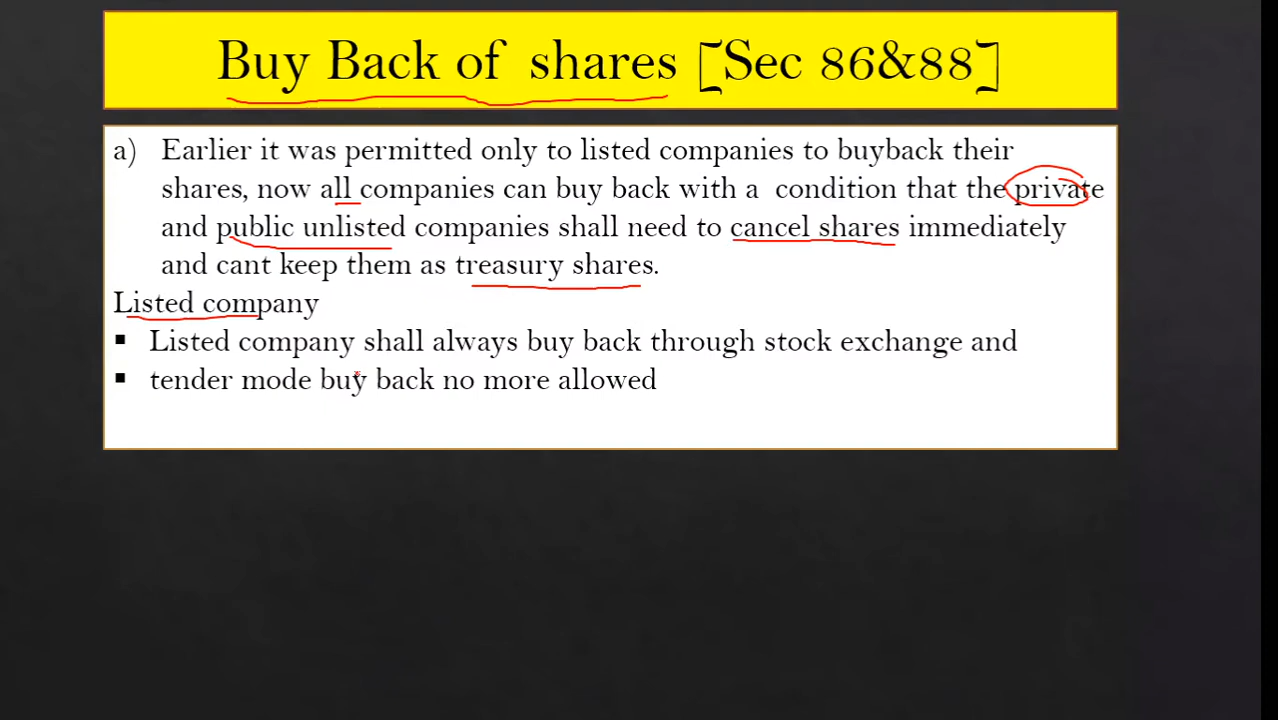 Buy Back of shares [Sec 86&88]
a) Earlier it was permitted only to listed companies to buyback their
shares, now all companies can buy back with a condition that the private
and public unlisted companies shall need to cancel shares immediately
and cant keep them as treasury shares.
Listed company
▪ Listed company shall always buy back through stock exchange and
▪ tender mode buy back no more allowed